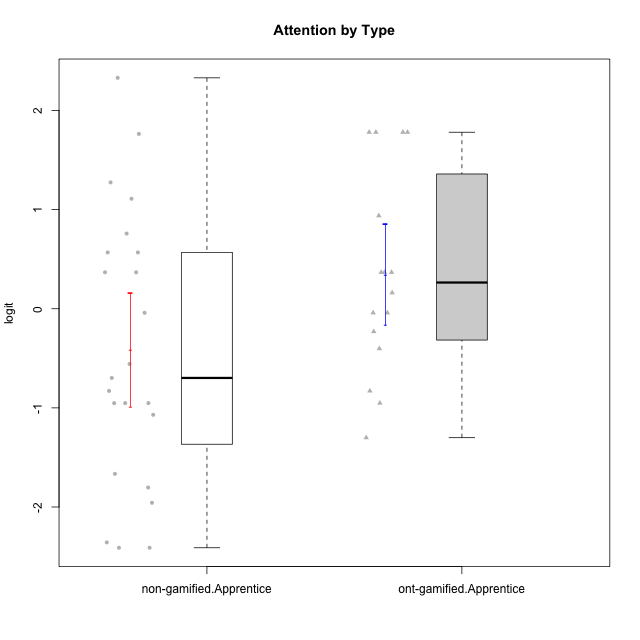 Attention by Type
logit
2
1
0
-1
-2
non-gamified.Apprentice
ont-gamified.Apprentice